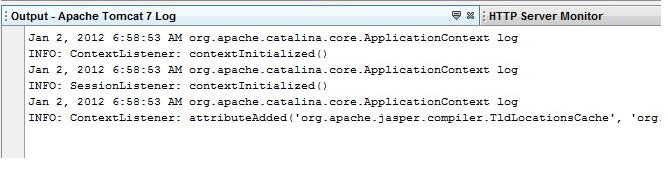 Output - Apache Tomcat 7 Log
HTTP Server Monitor
Jan 2, 2012 6:58:53 AM org.apache.catalina.core.ApplicationContext log
INFO: ContextListener: contextInitialized()
Jan 2, 2012 6:58:53 AM org.apache.catalina.core.ApplicationContext log
INFO: SessionListener: contextInitialized()
Jan 2, 2012 6:58:53 AM org.apache.catalina.core.ApplicationContext log
INFO: ContextListener: attributeAdded('org.apache.jasper.compiler.TldLocationsCache', 'org.